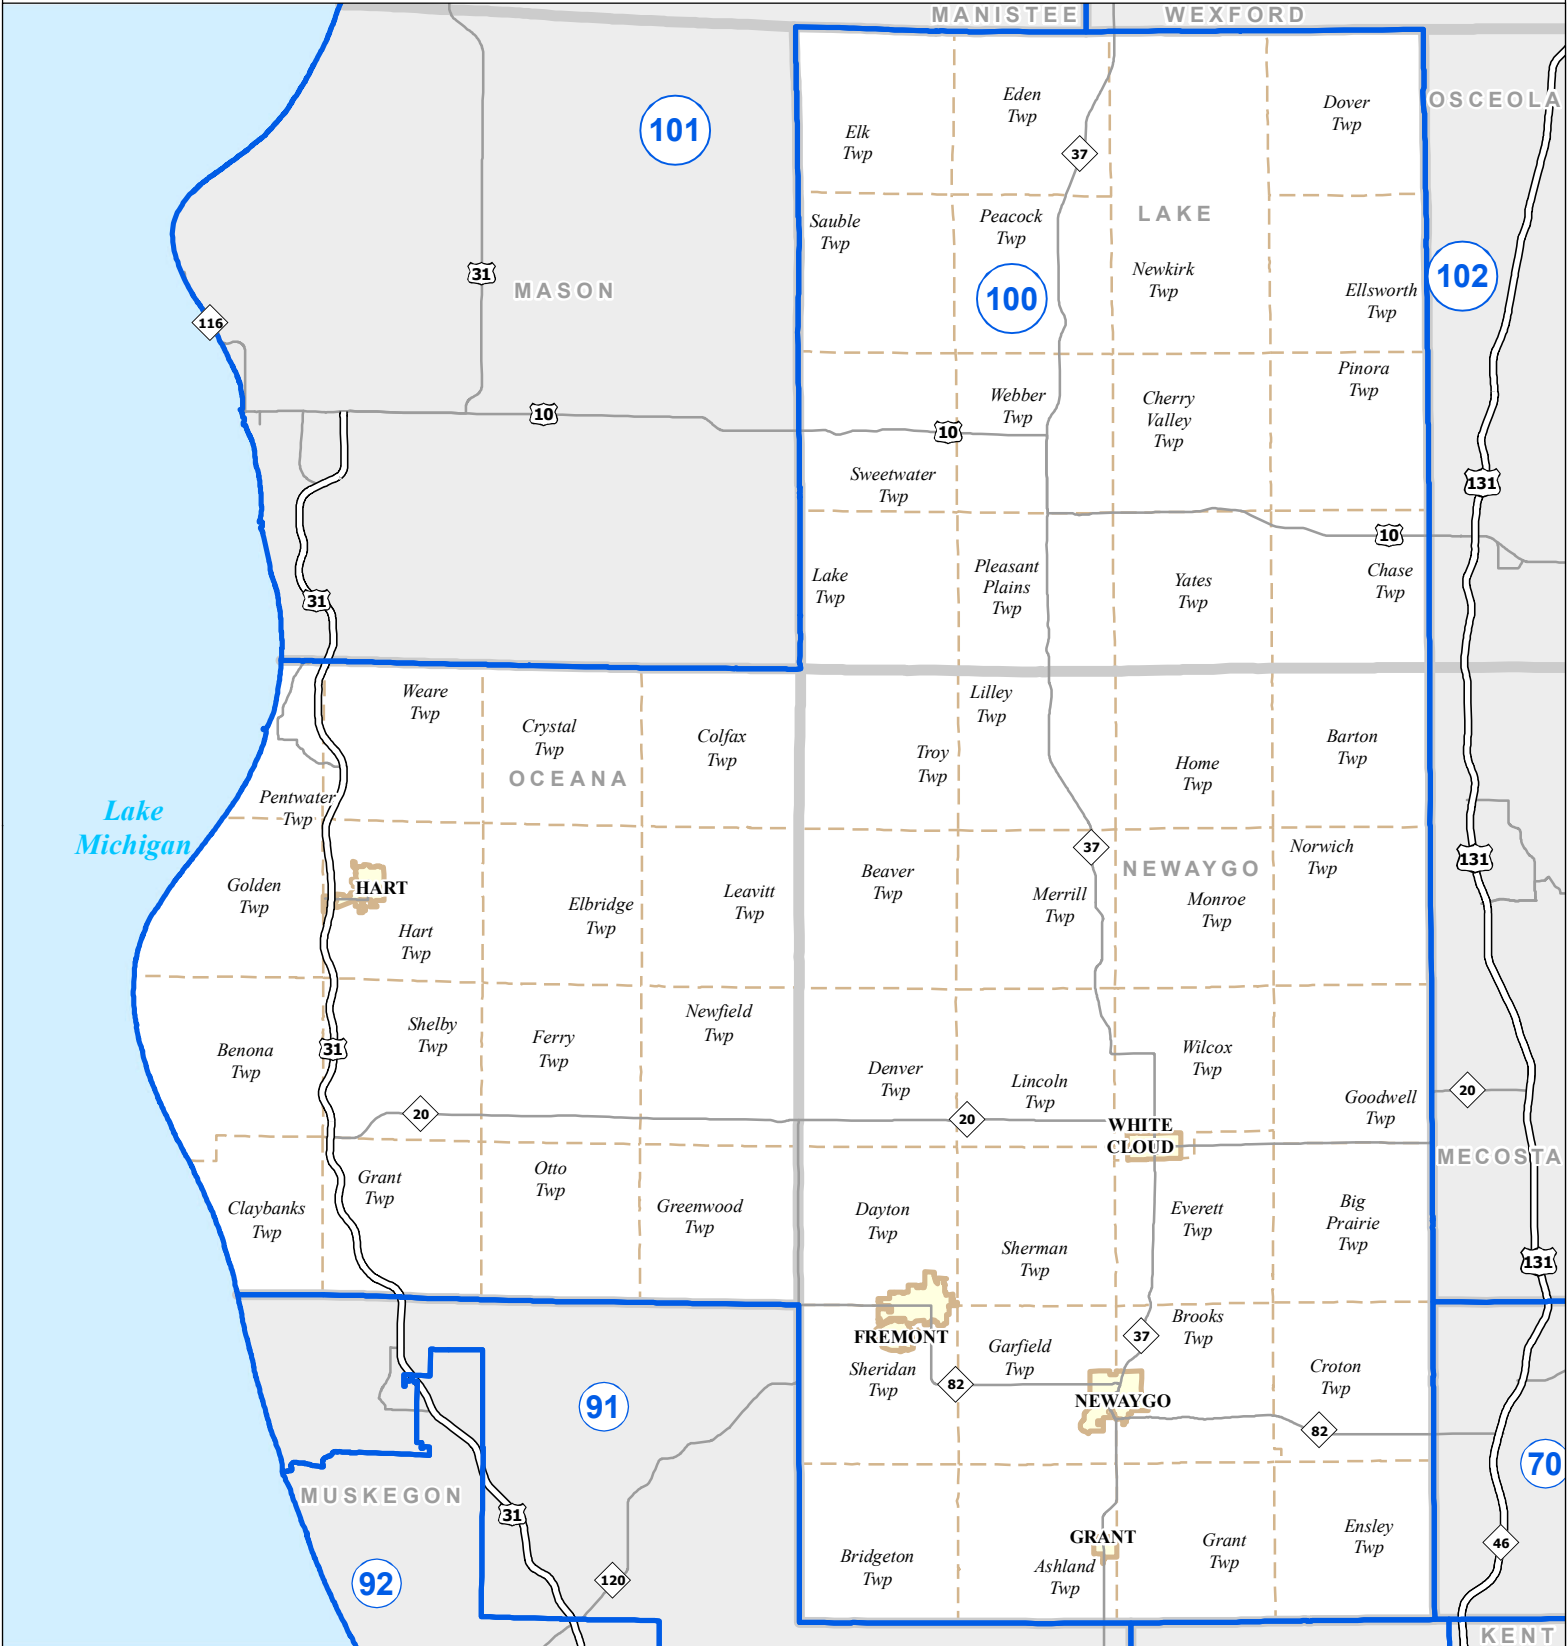 MANISTEE
WEXFORD
OSCEOLA
101
Eden
Twp
Dover
Twp
Elk
Twp
37
LAKE
Sauble
Twp
Peacock
Twp
Newkirk
Twp
100
102
Ellsworth
Twp
31
MASON
116
Pinora
Twp
Webber
Twp
Cherry
Valley
Twp
10
10
Sweetwater
Twp
131
10
Lake
Twp
Pleasant
Plains
Twp
Yates
Twp
Chase
Twp
31
Weare
Twp
Crystal
Twp
Colfax
Twp
OCEANA
Lilley
Twp
Troy
Twp
Home
Twp
Barton
Twp
Pentwater
Twp
Lake
Michigan
37
NEWAYGO
Norwich
Twp
131
Golden
Twp
HART
Hart
Twp
Elbridge
Twp
Leavitt
Twp
Beaver
Twp
Merrill
Twp
Monroe
Twp
Benona
Twp
31
Shelby
Twp
Ferry
Twp
Newfield
Twp
Denver
Twp
Lincoln
Twp
Wilcox
Twp
Goodwell
Twp
20
20
20
WHITE
CLOUD
MECOSTA
Claybanks
Twp
Grant
Twp
Otto
Twp
Greenwood
Twp
Dayton
Twp
Sherman
Twp
Everett
Twp
Big
Prairie
Twp
131
FREMONT
Sheridan
Twp
Garfield
Twp
37
Brooks
Twp
Croton
Twp
82
NEWAYGO
82
91
70
MUSKEGON
31
92
120
Bridgeton
Twp
GRANT
Ashland
Twp
Grant
Twp
Ensley
Twp
46
KENT